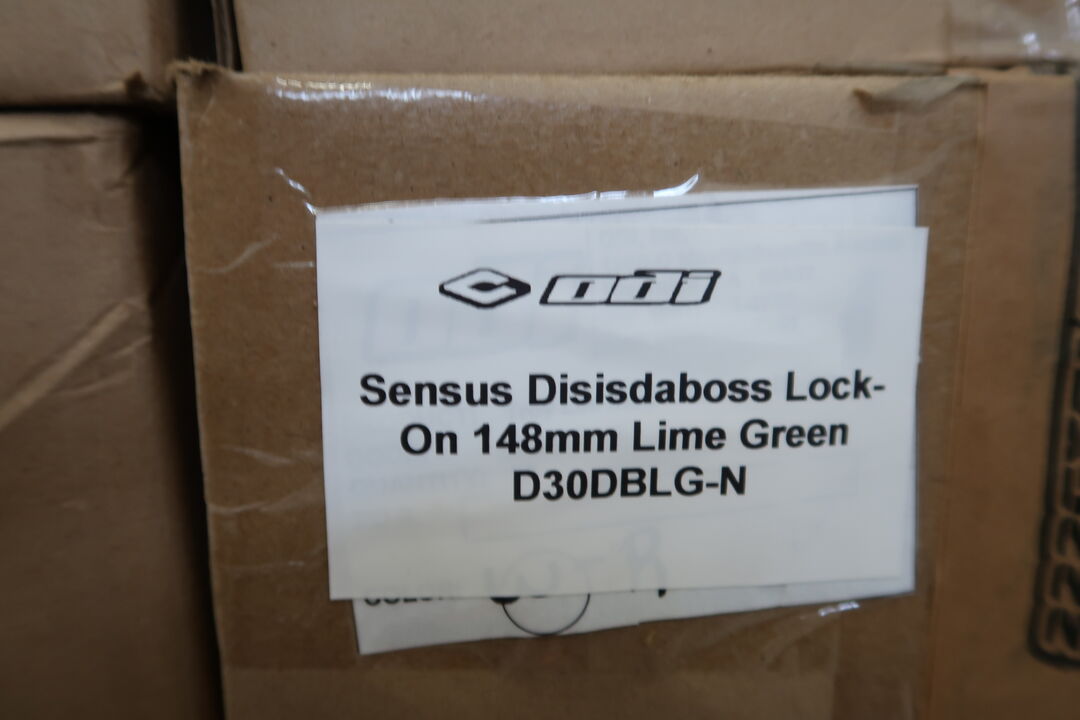 odi
Sensus Disisdaboss Lock-
On 148mm Lime Green
D30DBLG-N